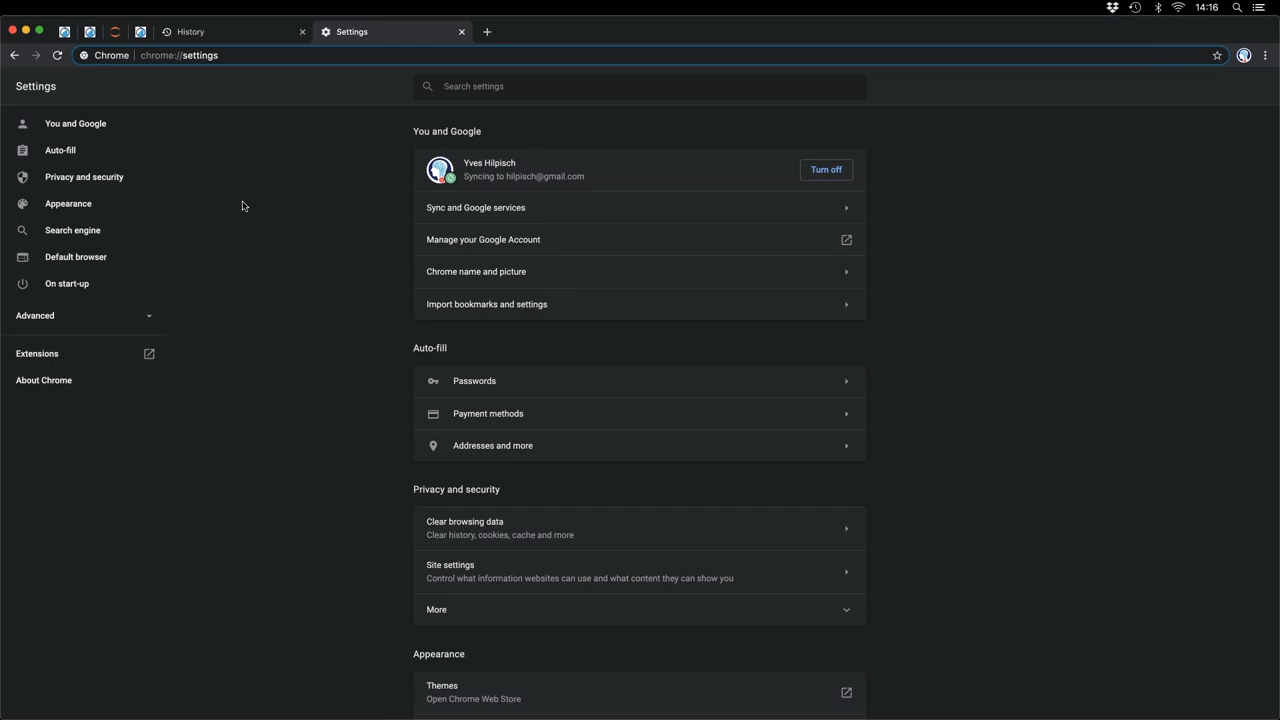 14:16
History
Settings
Chrome
chrome://settings
Settings
Search settings
You and Google
Auto-fill
Privacy and security
Appearance
Search engine
Default browser
On start-up
Advanced
Extensions
About Chrome
You and Google
Yves Hilpisch
Syncing to hilpisch@gmail.com
Turn off
Sync and Google services
Manage your Google Account
Chrome name and picture
Import bookmarks and settings
Auto-fill
Passwords
Payment methods
Addresses and more
Privacy and security
Clear browsing data
Clear history, cookies, cache and more
Site settings
Control what information websites can use and what content they can show you
More
Appearance
Themes
Open Chrome Web Store